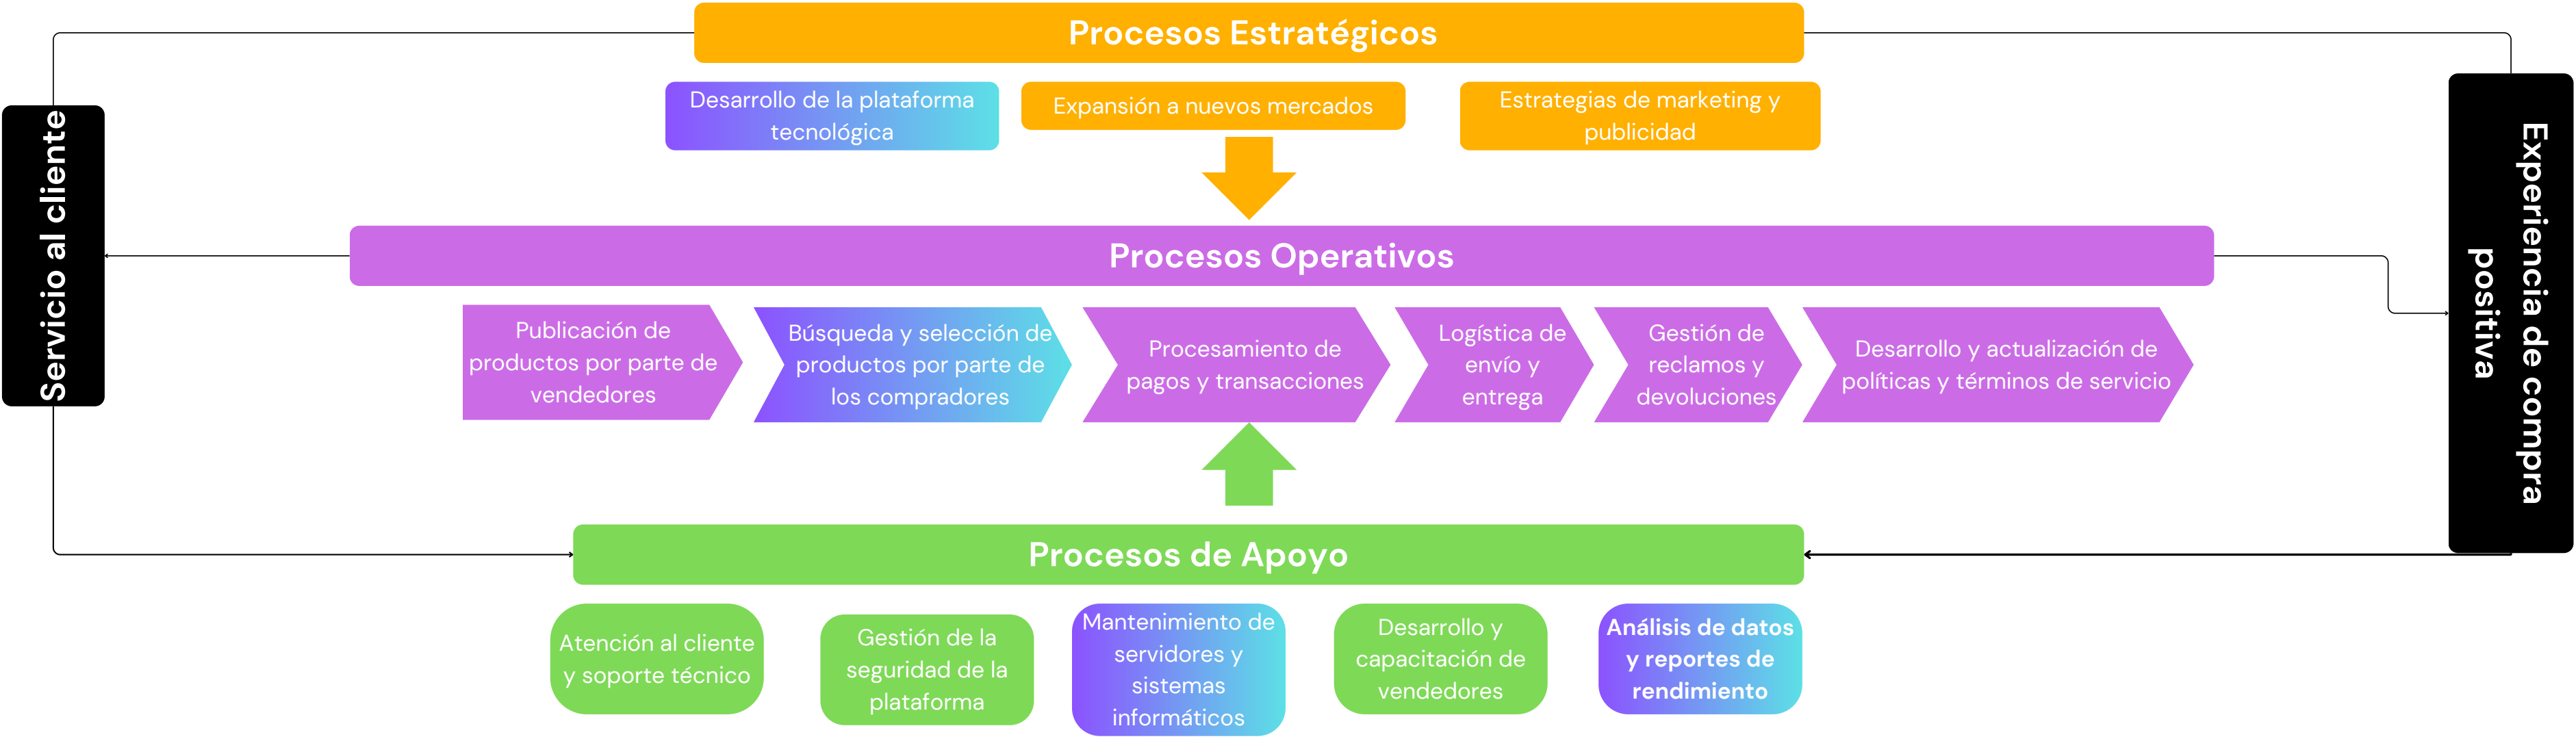 Procesos Estratégicos
Desarrollo de la plataforma
tecnológica
Expansión a nuevos mercados
Estrategias de marketing y
publicidad
Servicio al cliente
Procesos Operativos
Experiencia de compra
positiva
Publicación de
productos por parte de
vendedores
Búsqueda y selección de
productos por parte de
los compradores
Procesamiento de
pagos y transacciones
Logística de
envío y
entrega
Gestión de
reclamos y
devoluciones
Desarrollo y actualización de
políticas y términos de servicio
Procesos de Apoyo
Atención al cliente
y soporte técnico
Gestión de la
seguridad de la
plataforma
Mantenimiento de
servidores y
sistemas
informáticos
Desarrollo y
capacitación de
vendedores
Análisis de datos
y reportes de
rendimiento